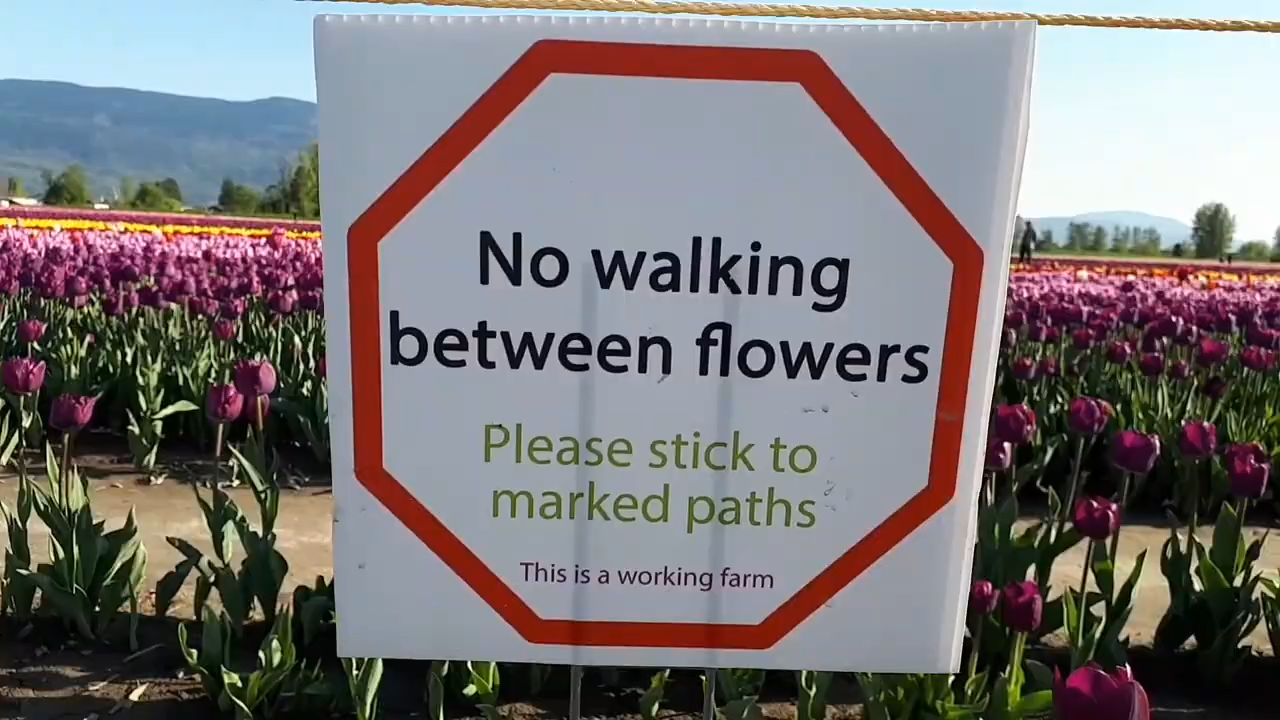 No walking
between flowers
Please stick to
marked paths
This is a working farm